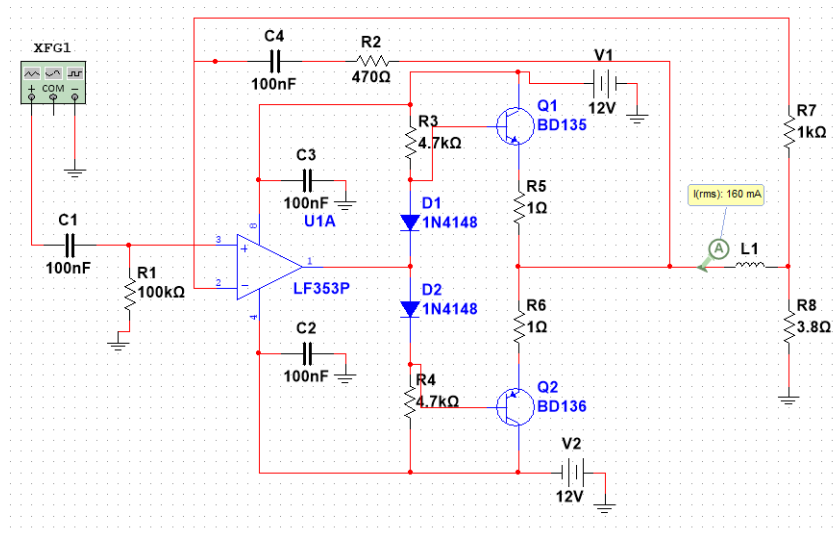 XFG1
COM
C4
100nF
R2
470Ω
V1
12V
Q1
BD135
R7
1kΩ
R3
4.7kΩ
C3
100nF
U1A
R5
1Ω
I(rms): 160 mA
D1
1N4148
C1
100nF
3
8
1
2
4
LF353P
A
L1
R1
100kΩ
D2
1N4148
R6
1Ω
R8
3.8Ω
C2
100nF
R4
4.7kΩ
Q2
BD136
V2
12V